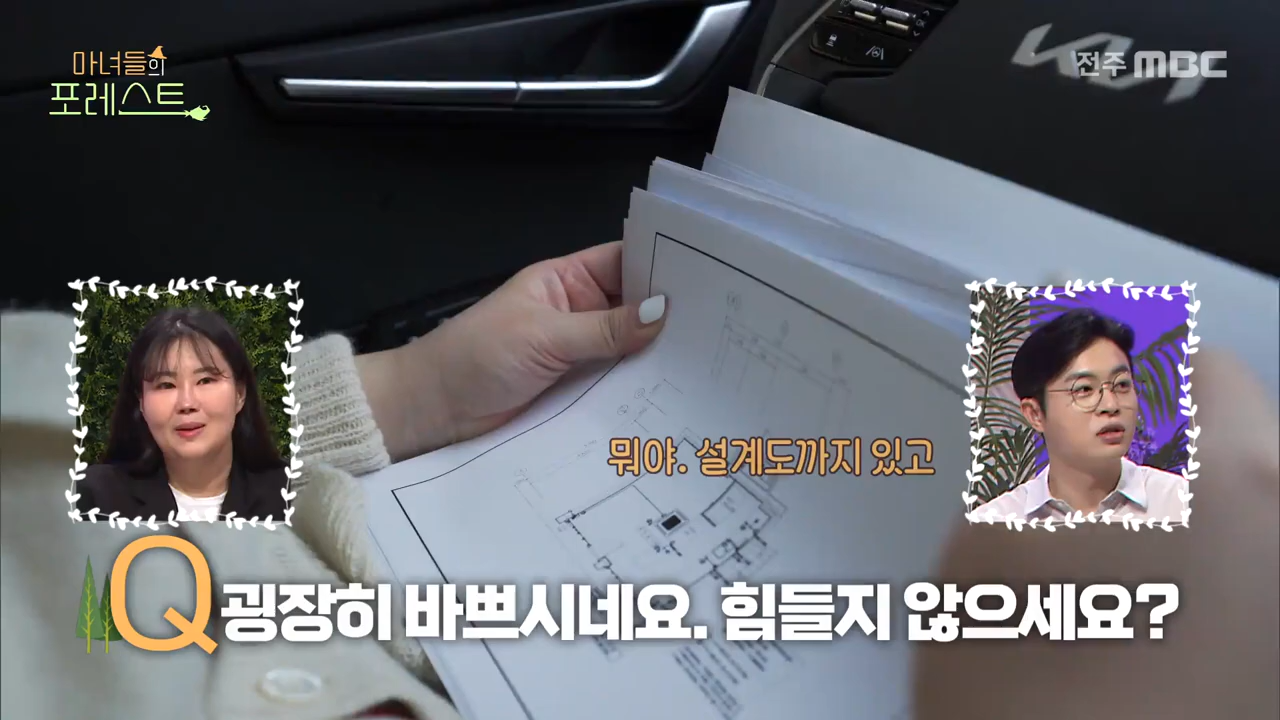 마녀들의
포레스트
전주 MBC
뭐야. 설계도까지 있고
Q 굉장히 바쁘시네요. 힘들지 않으세요?